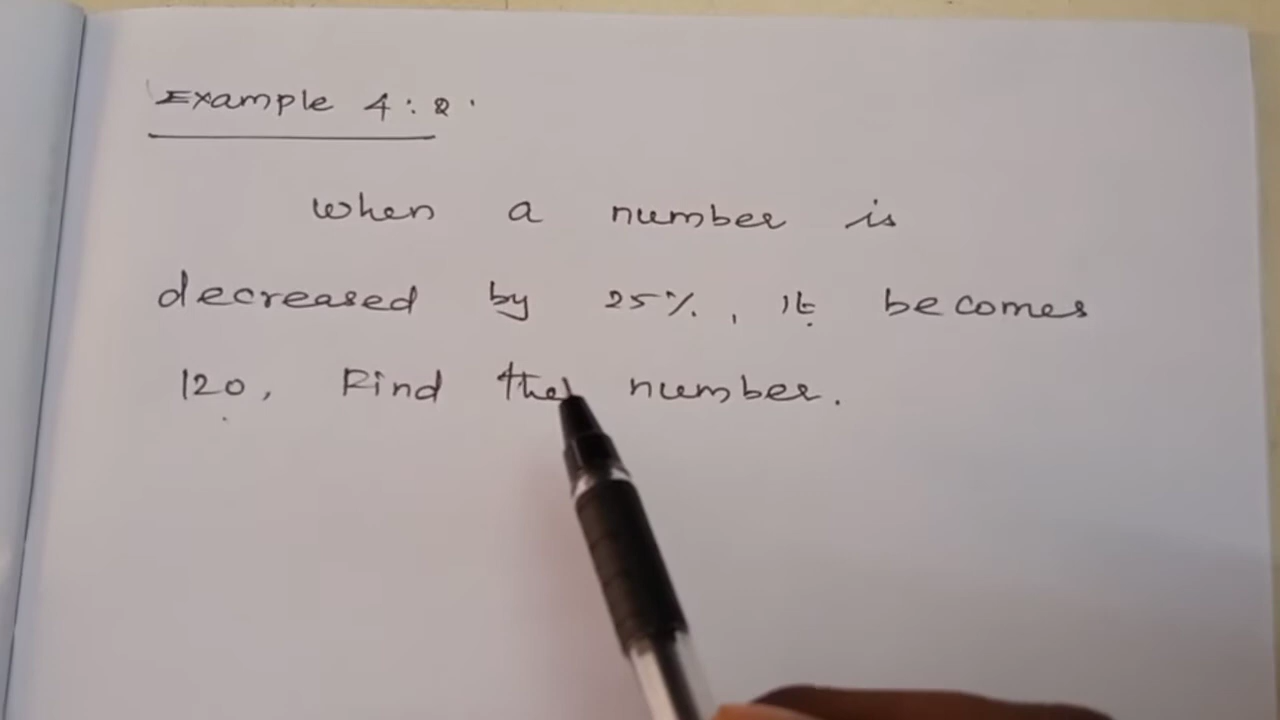 Example 4:2.
When a number is
decreased by 25%, it becomes
120, Find the number.